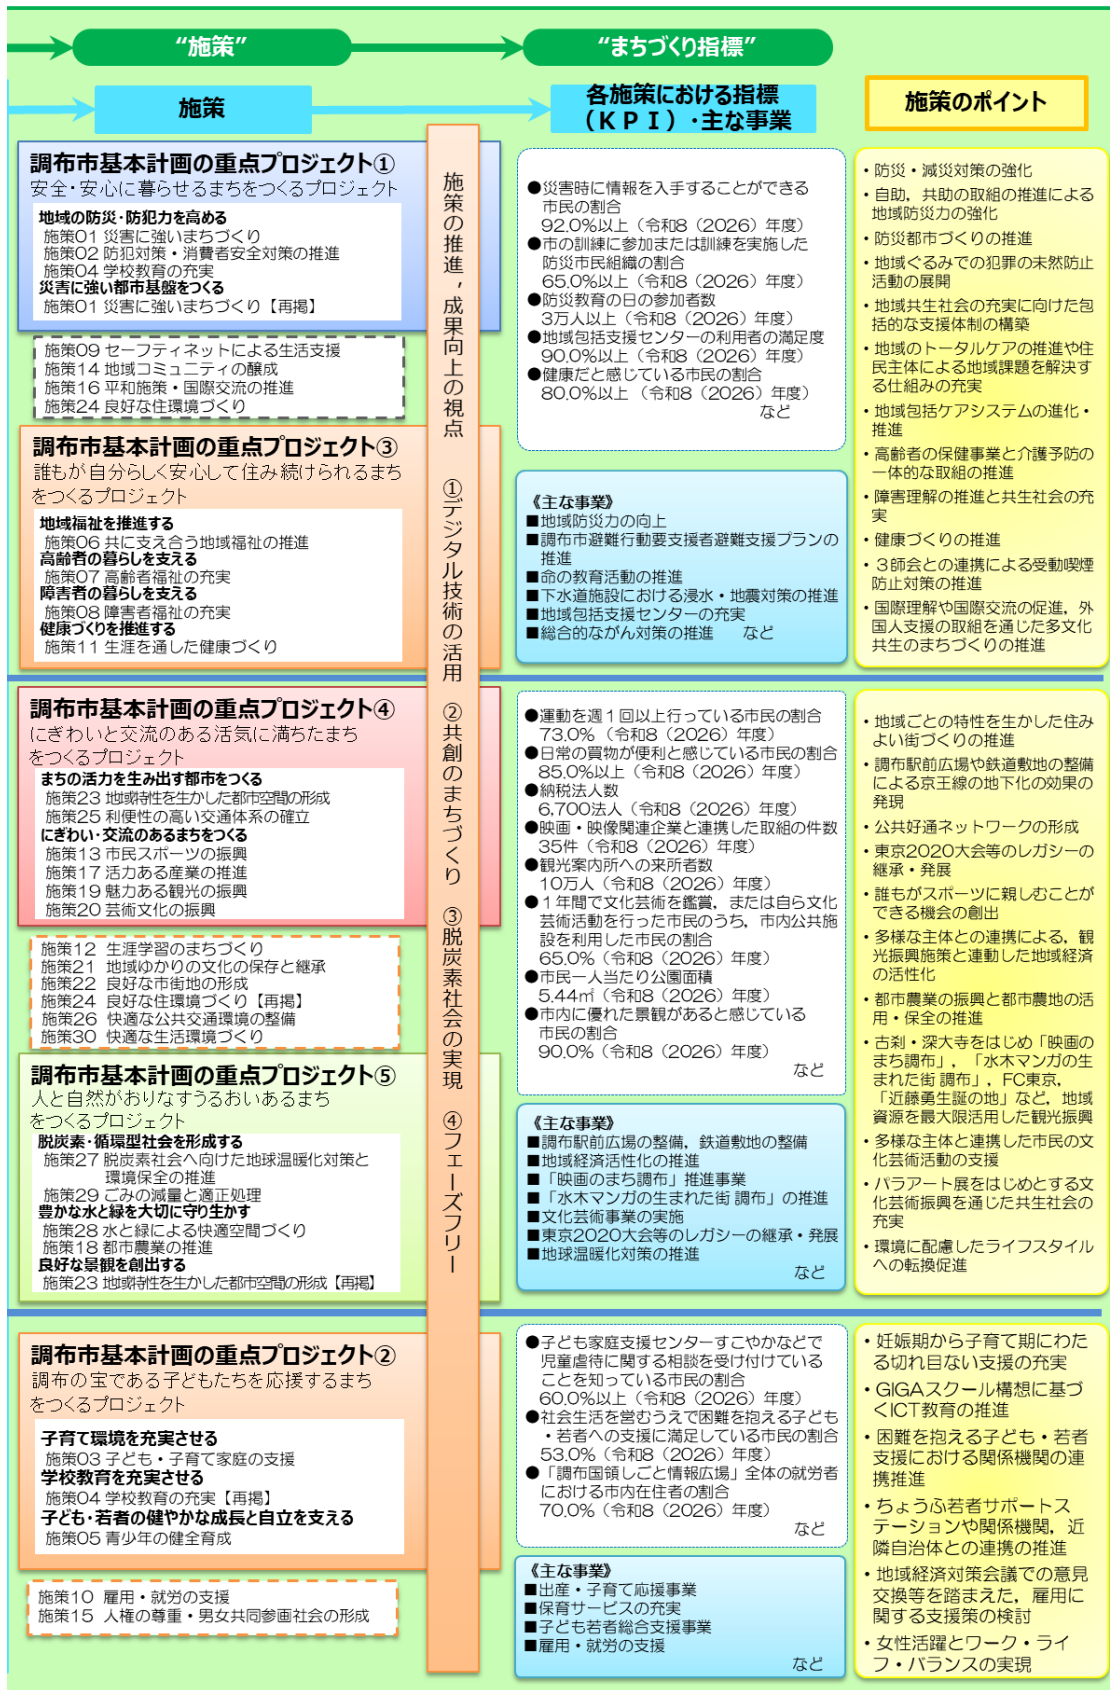 “施策”
“まちづくり指標”
施策
各施策における指標
（ＫＰＩ）・主な事業
施策のポイント
調布市基本計画の重点プロジェクト①
安全・安心に暮らせるまちをつくるプロジェクト
地域の防災・防犯力を高める
施策01 災害に強いまちづくり
施策02 防犯対策・消費者安全対策の推進
施策04 学校教育の充実
災害に強い都市基盤をつくる
施策01 災害に強いまちづくり【再掲】
施策09 セーフティネットによる生活支援
施策14 地域コミュニティの醸成
施策16 平和施策・国際交流の推進
施策24 良好な住環境づくり
調布市基本計画の重点プロジェクト③
誰もが自分らしく安心して住み続けられるまち
をつくるプロジェクト
地域福祉を推進する
施策06 共に支え合う地域福祉の推進
高齢者の暮らしを支える
施策07 高齢者福祉の充実
障害者の暮らしを支える
施策08 障害者福祉の充実
健康づくりを推進する
施策11 生涯を通した健康づくり
施策の推進，成果向上の視点　①デジタル技術の活用　②共創のまちづくり　③脱炭素社会の実現　④フェーズフリー
●災害時に情報を入手することができる
市民の割合
92.0%以上（令和8（2026）年度）
●市の訓練に参加または訓練を実施した
防災市民組織の割合
65.0%以上（令和8（2026）年度）
●防災教育の日の参加者数
3万人以上（令和8（2026）年度）
●地域包括支援センターの利用者の満足度
90.0%以上（令和8（2026）年度）
●健康だと感じている市民の割合
80.0%以上（令和8（2026）年度）
など
《主な事業》
■地域防災力の向上
■調布市避難行動要支援者避難支援プランの
推進
■命の教育活動の推進
■下水道施設における浸水・地震対策の推進
■地域包括支援センターの充実
■総合的ながん対策の推進　など
・防災・減災対策の強化
・自助，共助の取組の推進による
地域防災力の強化
・防災都市づくりの推進
・地域ぐるみでの犯罪の未然防止
活動の展開
・地域共生社会の充実に向けた包
括的な支援体制の構築
・地域のトータルケアの推進や住
民主体による地域課題を解決す
る仕組みの充実
・地域包括ケアシステムの進化・
推進
・高齢者の保健事業と介護予防の
一体的な取組の推進
・障害理解の推進と共生社会の充
実
・健康づくりの推進
・３師会との連携による受動喫煙
防止対策の推進
・国際理解や国際交流の促進，外
国人支援の取組を通じた多文化
共生のまちづくりの推進
調布市基本計画の重点プロジェクト④
にぎわいと交流のある活気に満ちたまち
をつくるプロジェクト
まちの活力を生み出す都市をつくる
施策23 地域特性を生かした都市空間の形成
施策25 利便性の高い交通体系の確立
にぎわい・交流のあるまちをつくる
施策13 市民スポーツの振興
施策17 活力ある産業の推進
施策19 魅力ある観光の振興
施策20 芸術文化の振興
施策12 生涯学習のまちづくり
施策21 地域ゆかりの文化の保存と継承
施策22 良好な市街地の形成
施策24 良好な住環境づくり【再掲】
施策26 快適な公共交通環境の整備
施策30 快適な生活環境づくり
調布市基本計画の重点プロジェクト⑤
人と自然がおりなすうるおいあるまち
をつくるプロジェクト
脱炭素・循環型社会を形成する
施策27 脱炭素社会へ向けた地球温暖化対策と
環境保全の推進
施策29 ごみの減量と適正処理
豊かな水と緑を大切に守り生かす
施策28 水と緑による快適空間づくり
施策18 都市農業の推進
良好な景観を創出する
施策23 地域特性を生かした都市空間の形成【再掲】
●運動を週１回以上行っている市民の割合
73.0%（令和8（2026）年度）
●日常の買物が便利と感じている市民の割合
85.0%以上（令和8（2026）年度）
●納税法人数
6,700法人（令和8（2026）年度）
●映画・映像関連企業と連携した取組の件数
35件（令和8（2026）年度）
●観光案内所への来所者数
10万人（令和8（2026）年度）
●１年間で文化芸術を鑑賞，または自ら文化
芸術活動を行った市民のうち，市内公共施
設を利用した市民の割合
65.0%（令和8（2026）年度）
●市民一人当たり公園面積
5.44㎡（令和8（2026）年度）
●市内に優れた景観があると感じている
市民の割合
90.0%（令和8（2026）年度）
など
《主な事業》
■調布駅前広場の整備，鉄道敷地の整備
■地域経済活性化の推進
■「映画のまち調布」推進事業
■「水木マンガの生まれた街 調布」の推進
■文化芸術事業の実施
■東京2020大会等のレガシーの継承・発展
■地球温暖化対策の推進
など
・地域ごとの特性を生かした住み
よい街づくりの推進
・調布駅前広場や鉄道敷地の整備
による京王線の地下化の効果の
発現
・公共好通ネットワークの形成
・東京2020大会等のレガシーの
継承・発展
・誰もがスポーツに親しむことが
できる機会の創出
・多様な主体との連携による，観
光振興施策と連動した地域経済
の活性化
・都市農業の振興と都市農地の活
用・保全の推進
・古刹・深大寺をはじめ「映画の
まち調布」，「水木マンガの生
まれた街 調布」，FC東京，
「近藤勇生誕の地」など，地域
資源を最大限活用した観光振興
・多様な主体と連携した市民の文
化芸術活動の支援
・パラアート展をはじめとする文
化芸術振興を通じた共生社会の
充実
・環境に配慮したライフスタイル
への転換促進
調布市基本計画の重点プロジェクト②
調布の宝である子どもたちを応援するまち
をつくるプロジェクト
子育て環境を充実させる
施策03 子ども・子育て家庭の支援
学校教育を充実させる
施策04 学校教育の充実【再掲】
子ども・若者の健やかな成長と自立を支える
施策05 青少年の健全育成
施策10 雇用・就労の支援
施策15 人権の尊重・男女共同参画社会の形成
●子ども家庭支援センターすこやかなどで
児童虐待に関する相談を受け付けている
ことを知っている市民の割合
60.0%以上（令和8（2026）年度）
●社会生活を営むうえで困難を抱える子ども
・若者への支援に満足している市民の割合
53.0%（令和8（2026）年度）
●「調布国領しごと情報広場」全体の就労者
における市内在住者の割合
70.0%（令和8（2026）年度）
など
《主な事業》
■出産・子育て応援事業
■保育サービスの充実
■子ども若者総合支援事業
■雇用・就労の支援
など
・妊娠期から子育て期にわた
る切れ目ない支援の充実
・GIGAスクール構想に基づ
くICT教育の推進
・困難を抱える子ども・若者
支援における関係機関の連
携推進
・ちょうふ若者サポートス
テーションや関係機関，近
隣自治体との連携の推進
・地域経済対策会議での意見
交換等を踏まえた，雇用に
関する支援策の検討
・女性活躍とワーク・ライ
フ・バランスの実現